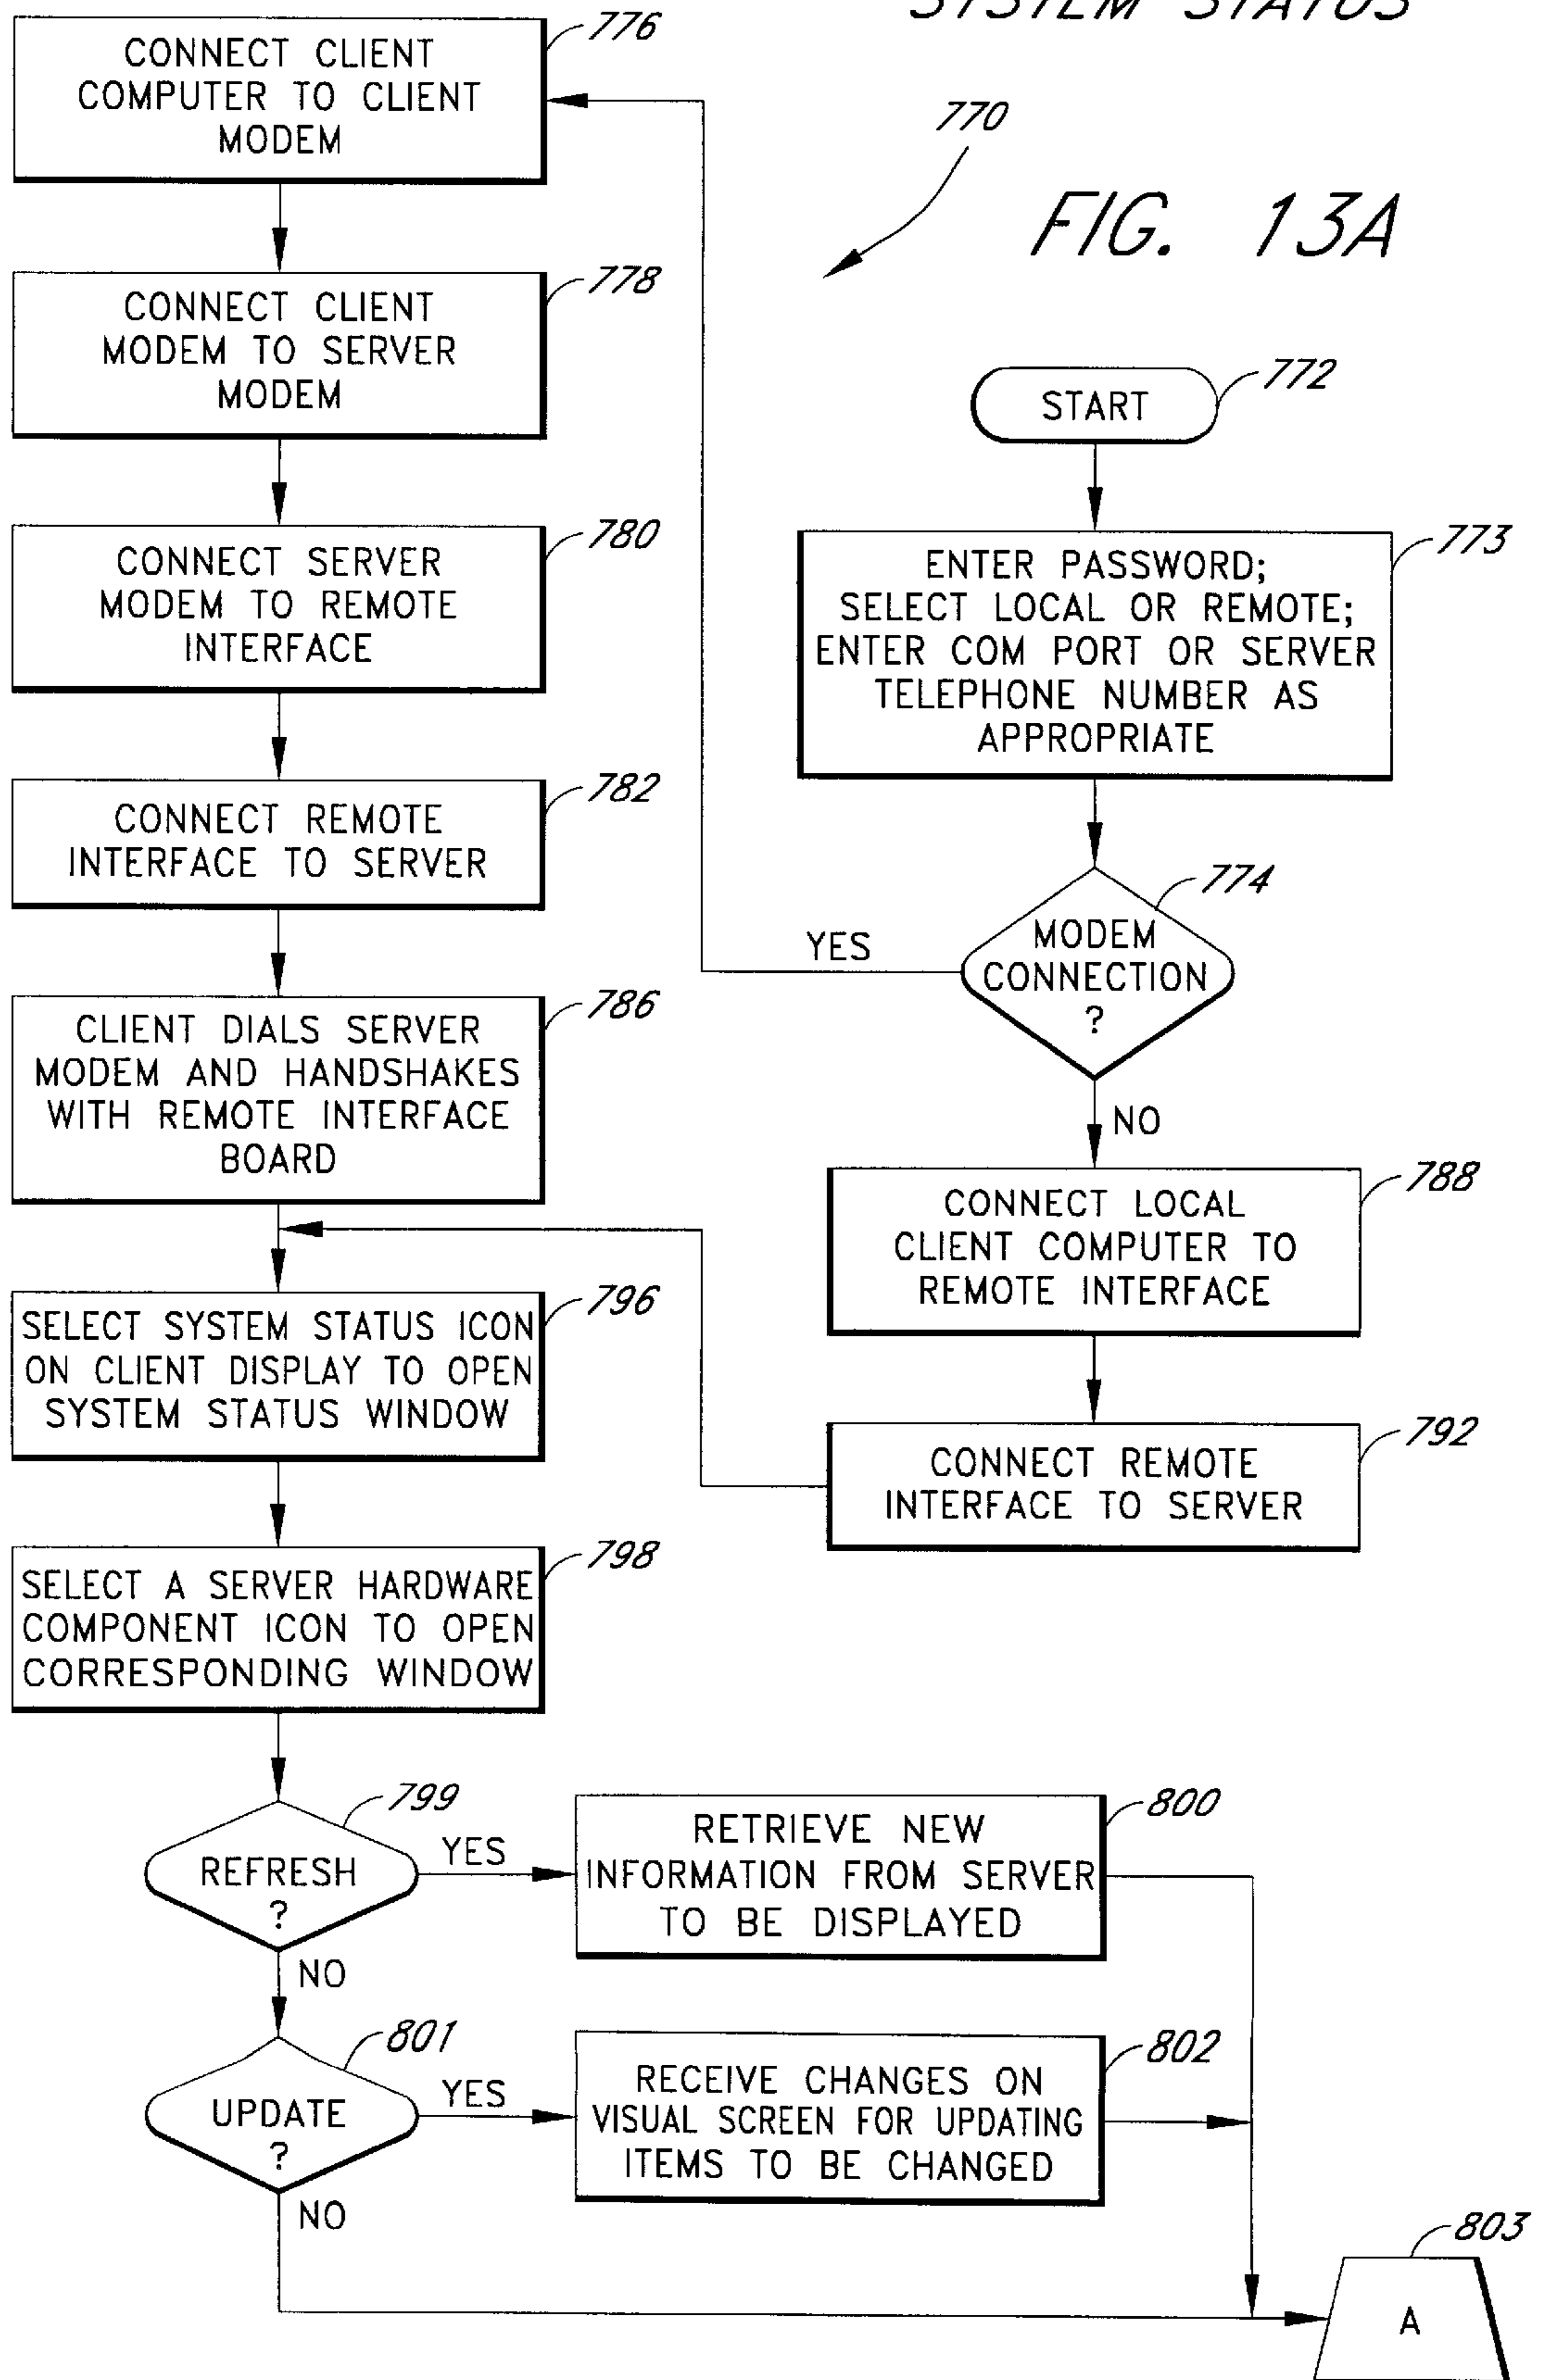 SYSTEM STATUS
770
FIG. 13A
776
CONNECT CLIENT
COMPUTER TO CLIENT
MODEM
778
CONNECT CLIENT
MODEM TO SERVER
MODEM
780
CONNECT SERVER
MODEM TO REMOTE
INTERFACE
782
CONNECT REMOTE
INTERFACE TO SERVER
786
CLIENT DIALS SERVER
MODEM AND HANDSHAKES
WITH REMOTE INTERFACE
BOARD
796
SELECT SYSTEM STATUS ICON
ON CLIENT DISPLAY TO OPEN
SYSTEM STATUS WINDOW
798
SELECT A SERVER HARDWARE
COMPONENT ICON TO OPEN
CORRESPONDING WINDOW
772
START
773
ENTER PASSWORD;
SELECT LOCAL OR REMOTE;
ENTER COM PORT OR SERVER
TELEPHONE NUMBER AS
APPROPRIATE
774
MODEM
CONNECTION
?
YES
NO
788
CONNECT LOCAL
CLIENT COMPUTER TO
REMOTE INTERFACE
792
CONNECT REMOTE
INTERFACE TO SERVER
799
REFRESH
?
YES
NO
800
RETRIEVE NEW
INFORMATION FROM SERVER
TO BE DISPLAYED
801
UPDATE
?
YES
NO
802
RECEIVE CHANGES ON
VISUAL SCREEN FOR UPDATING
ITEMS TO BE CHANGED
803
A